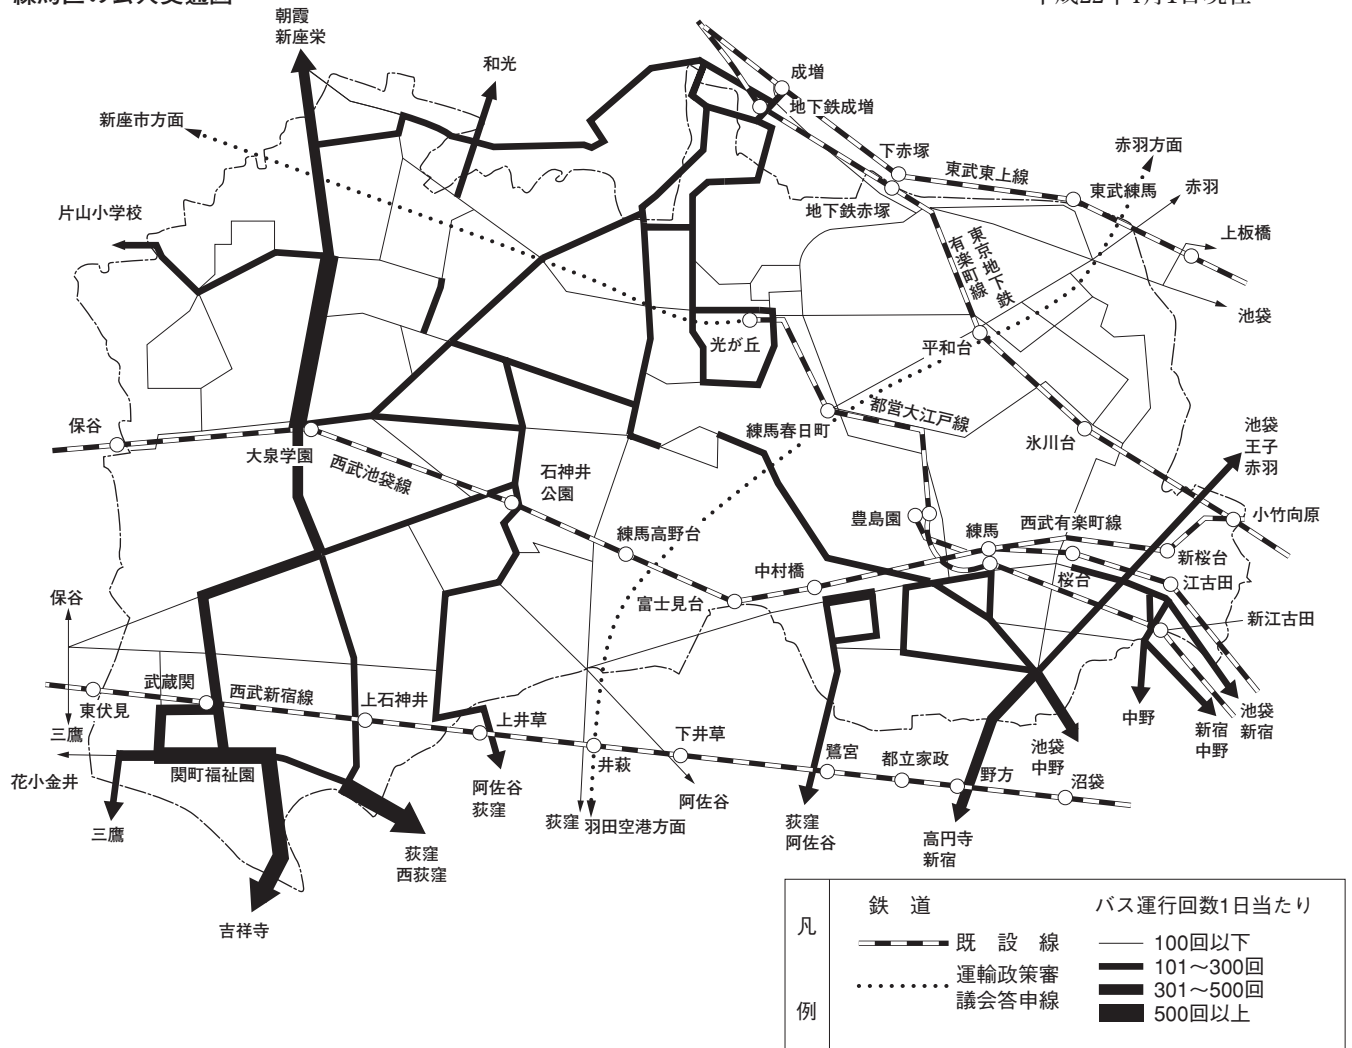 朝霞
新座栄
和光
新座市方面
片山小学校
成増
地下鉄成増
下赤塚
東武東上線
赤羽方面
東武練馬
赤羽
地下鉄赤塚
上板橋
東京地下鉄
有楽町線
池袋
光が丘
平和台
都営大江戸線
練馬春日町
氷川台
池袋
王子
赤羽
保谷
大泉学園
西武池袋線
石神井
公園
練馬高野台
豊島園
練馬
西武有楽町線
小竹向原
新桜台
中村橋
桜台
江古田
富士見台
新江古田
保谷
武蔵関
西武新宿線
上石神井
東伏見
三鷹
上井草
下井草
井荻
鷺宮
都立家政
野方
沼袋
池袋
中野
中野
新宿
中野
池袋
新宿
花小金井
関町福祉園
三鷹
阿佐谷
荻窪
荻窪
羽田空港方面
阿佐谷
荻窪
阿佐谷
高円寺
新宿
荻窪
西荻窪
吉祥寺
凡例
鉄道
既設線
運輸政策審
議会答申線
バス運行回数1日当たり
100回以下
101〜300回
301〜500回
500回以上